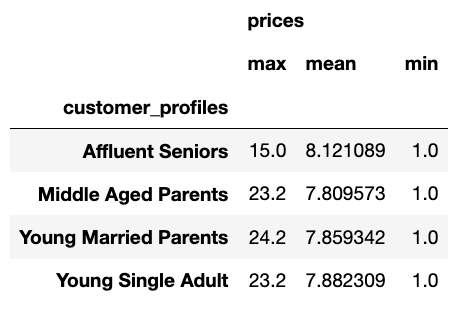 prices
max mean min
customer_profiles
Affluent Seniors 15.0 8.121089 1.0
Middle Aged Parents 23.2 7.809573 1.0
Young Married Parents 24.2 7.859342 1.0
Young Single Adult 23.2 7.882309 1.0